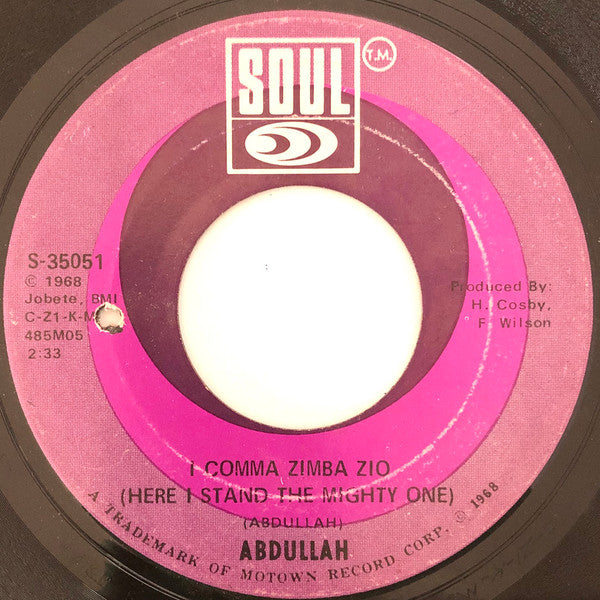 SOUL
T.M.
S-35051
© 1968
Jobete, BMI
C-Z1-K-M
485M05
2:33
Produced By:
H. Cosby,
F. Wilson
I COMMA ZIMBA ZIO
(HERE I STAND THE MIGHTY ONE)
(ABDULLAH)
ABDULLAH
A TRADEMARK OF MOTOWN RECORD CORP. ℗ 1968